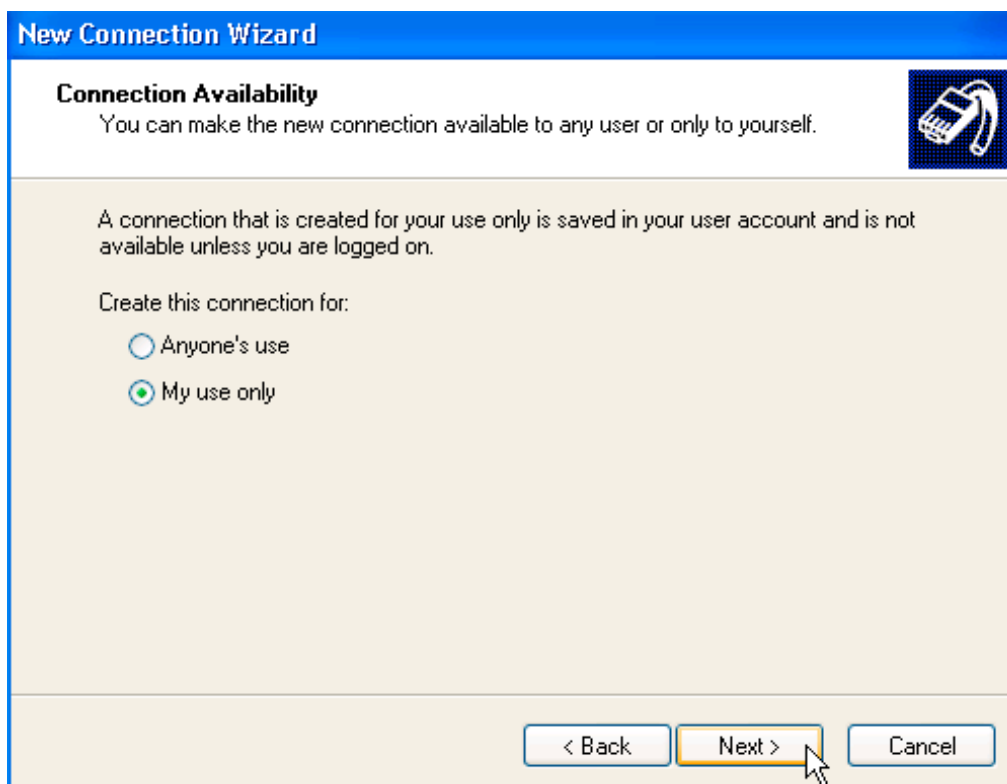 New Connection Wizard
Connection Availability
You can make the new connection available to any user or only to yourself.
A connection that is created for your use only is saved in your user account and is not
available unless you are logged on.
Create this connection for:
Anyone's use
My use only
< Back Next > Cancel